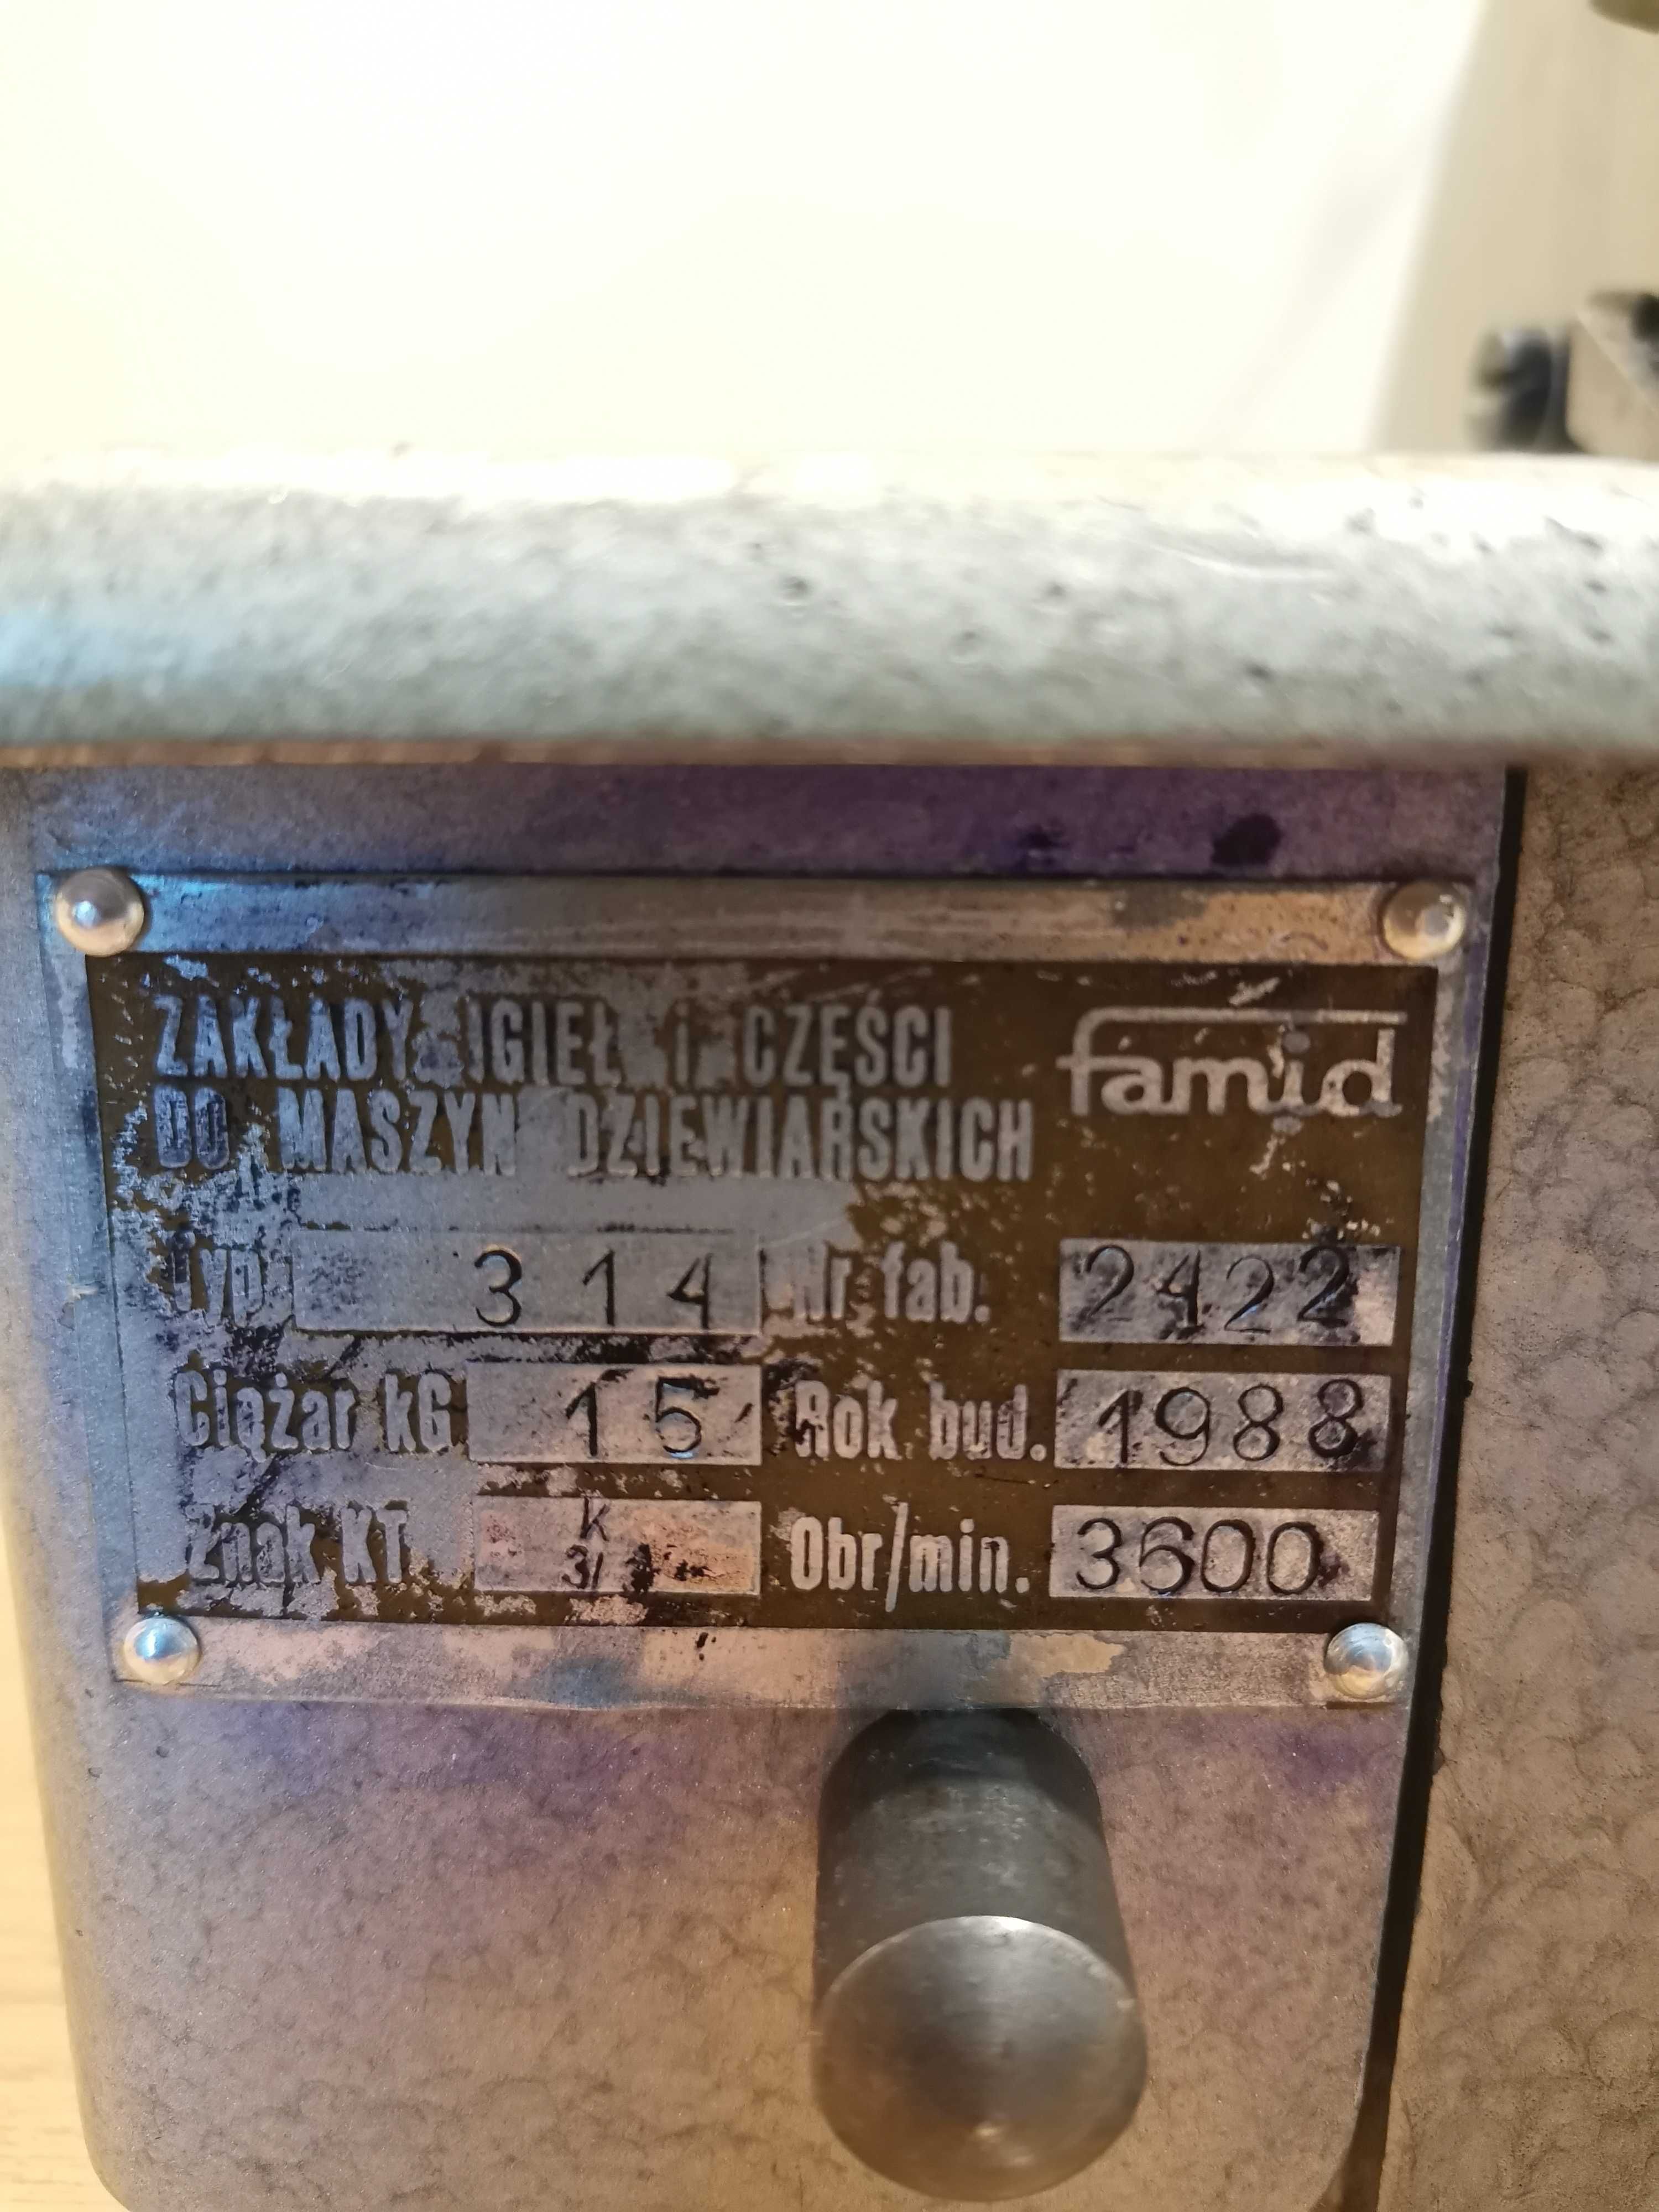 ZAKŁADY IGIEŁ i CZĘŚCI
DO MASZYN DZIEWIARSKICH
famid
Typ 314 Nr fab. 2422
Ciężar kG 15 Rok bud. 1988
Znak KT K 31 Obr/min. 3600